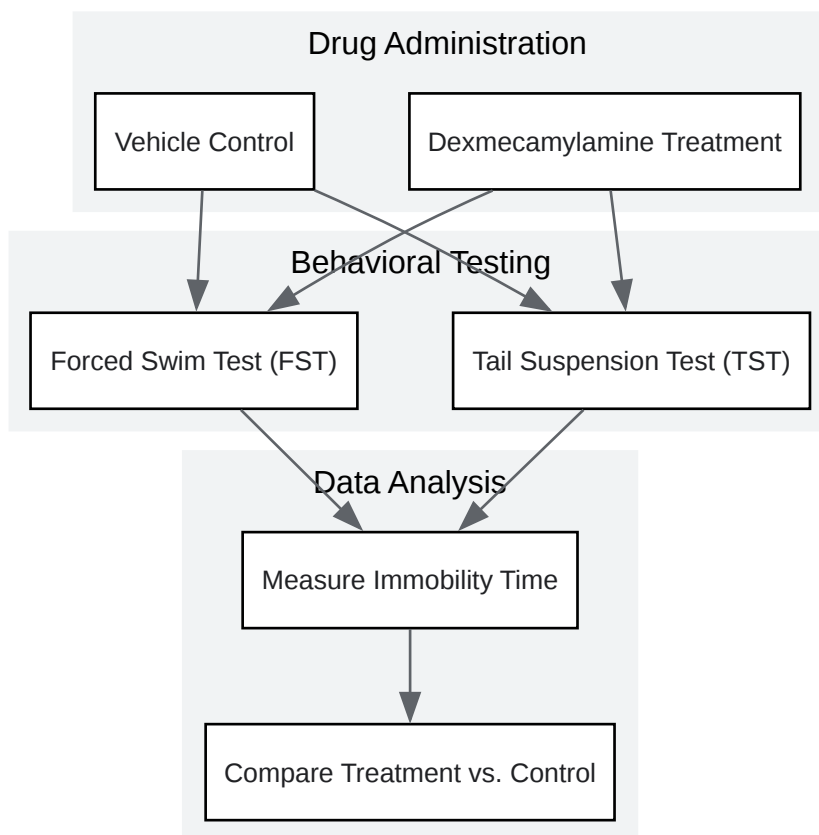 Drug Administration
Vehicle Control
Dexmecamylamine Treatment
Behavioral Testing
Forced Swim Test (FST)
Tail Suspension Test (TST)
Data Analysis
Measure Immobility Time
Compare Treatment vs. Control